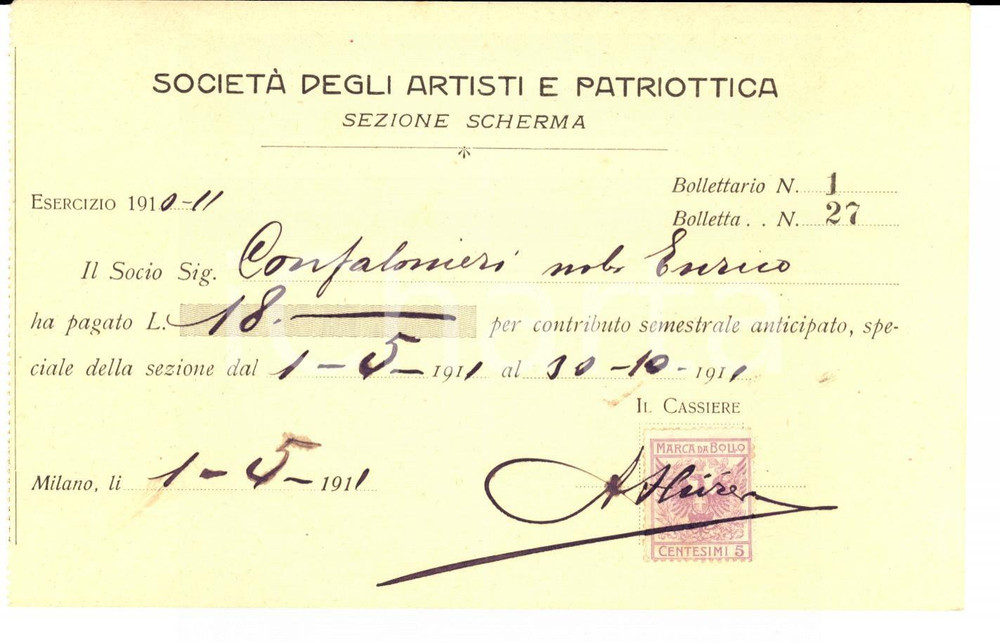 SOCIETÀ DEGLI ARTISTI E PATRIOTTICA
SEZIONE SCHERMA
ESERCIZIO 1910-11
Bollettario N. 1
Bolletta . . N. 27
Il Socio Sig. Confalonieri nob. Enrico
ha pagato L. 18.— per contributo semestrale anticipato, spe-
ciale della sezione dal 1-5-1911 al 30-10-1911
IL CASSIERE
MARCA DA BOLLO
Milano, li 1-5-1911
CENTESIMI 5